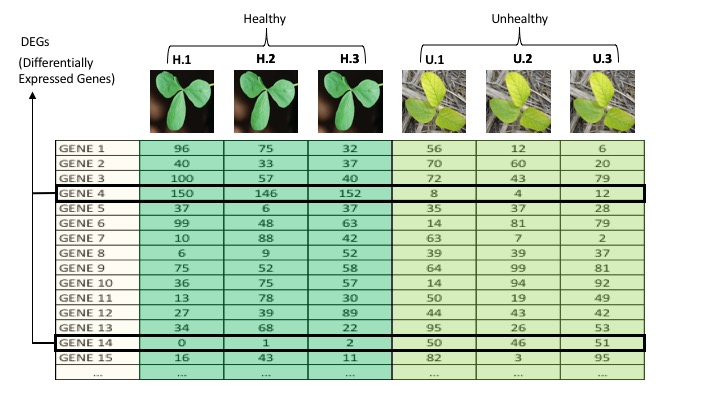 Healthy
Unhealthy
DEGs
(Differentially
Expressed Genes)
H.1 H.2 H.3 U.1 U.2 U.3
GENE 1 96 75 32 56 12 6
GENE 2 40 33 37 70 60 20
GENE 3 100 57 40 72 43 79
GENE 4 150 146 152 8 4 12
GENE 5 37 6 37 35 37 28
GENE 6 99 48 63 14 81 79
GENE 7 10 88 42 63 7 2
GENE 8 6 9 52 39 39 37
GENE 9 75 52 58 64 99 81
GENE 10 36 75 57 14 94 92
GENE 11 13 78 30 50 19 49
GENE 12 27 39 89 44 43 42
GENE 13 34 68 22 95 26 53
GENE 14 0 1 2 50 46 51
GENE 15 16 43 11 82 3 95
... ... ... ... ... ... ...